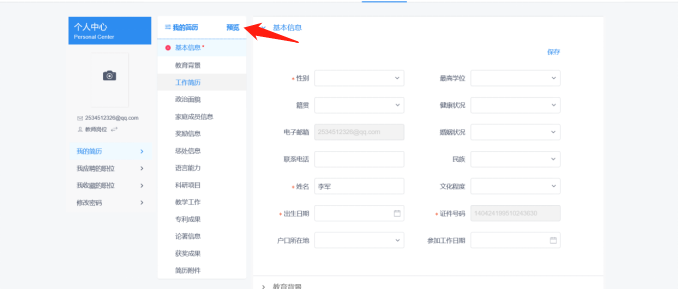 个人中心
Personal Center
2534512326@qq.com
教师岗位
我的简历
我应聘的职位
我收藏的职位
修改密码
我的简历 预览
基本信息*
教育背景
工作简历
政治面貌
家庭成员信息
奖励信息
惩处信息
语言能力
科研项目
教学工作
专利成果
论著信息
获奖成果
简历附件
基本信息
保存
* 性别 最高学位
籍贯 健康状况
电子邮箱 2534512326@qq.com 婚姻状况
联系电话 民族
* 姓名 李军 文化程度
* 出生日期 * 证件号码 140424199510243639
户口所在地 参加工作日期
教育背景